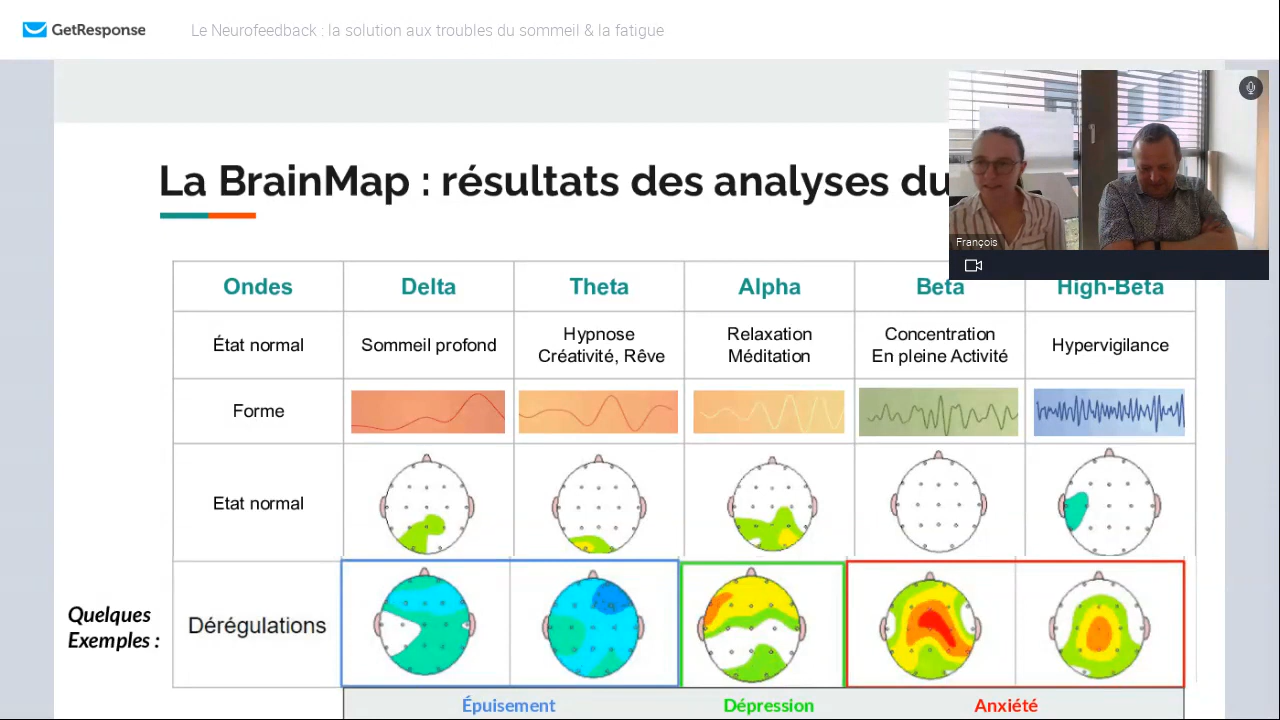 GetResponse
Le Neurofeedback : la solution aux troubles du sommeil & la fatigue
La BrainMap : résultats des analyses du
François
Ondes
Delta
Theta
Alpha
Beta
High-Beta
État normal
Sommeil profond
Hypnose
Créativité, Rêve
Relaxation
Méditation
Concentration
En pleine Activité
Hypervigilance
Forme
Etat normal
Quelques
Exemples :
Dérégulations
Épuisement
Dépression
Anxiété